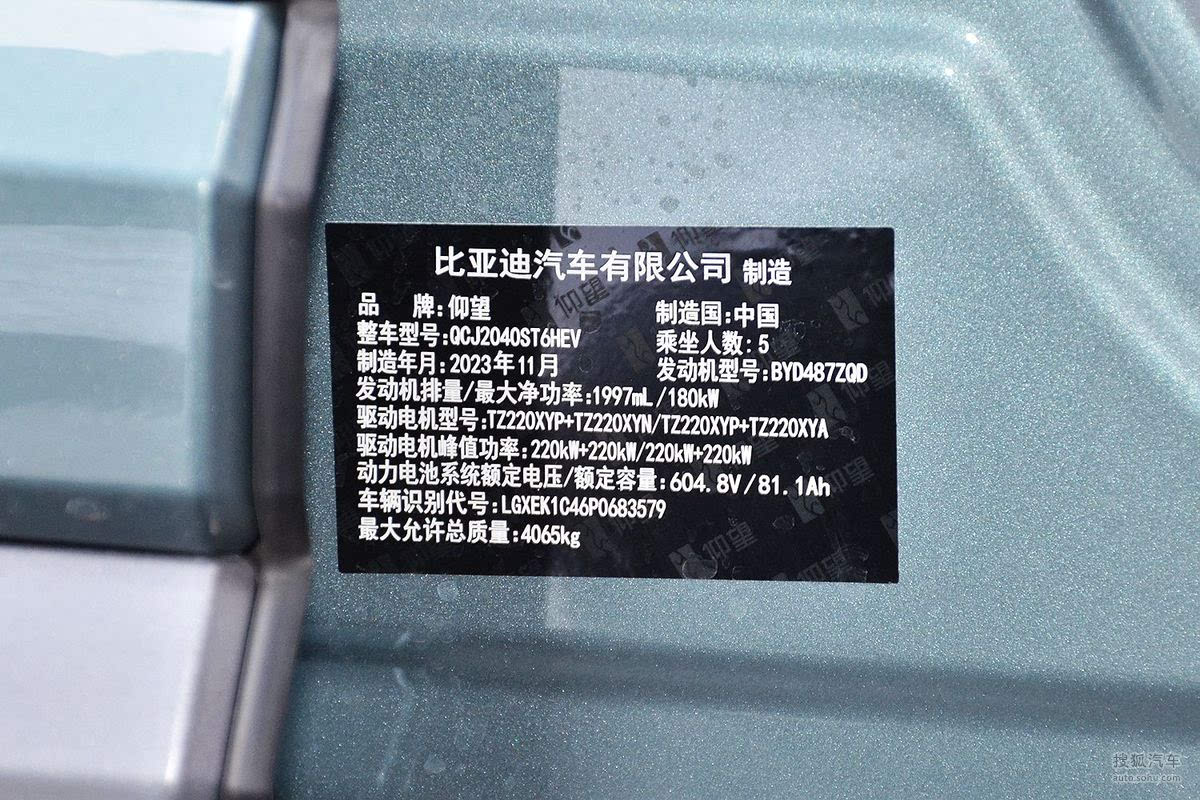 比亚迪汽车有限公司 制造
品 牌:仰望 制造国:中国
整车型号:QCJ2040ST6HEV 乘坐人数:5
制造年月:2023年11月 发动机型号:BYD487ZQD
发动机排量/最大净功率:1997mL/180kW
驱动电机型号:TZ220XYP+TZ220XYN/TZ220XYP+TZ220XYA
驱动电机峰值功率:220kW+220kW/220kW+220kW
动力电池系统额定电压/额定容量:604.8V/81.1Ah
车辆识别代号:LGXEK1C46P0683579
最大允许总质量:4065kg
搜狐汽车
auto.sohu.com